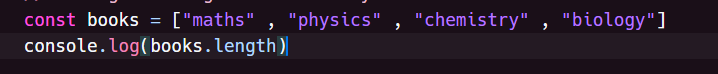 const books = ["maths" , "physics" , "chemistry" , "biology"]
console.log(books.length)